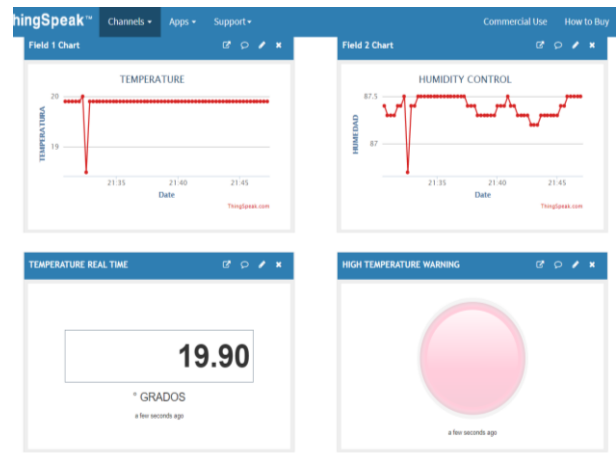 hingSpeak™ Channels Apps Support Commercial Use How to Buy
Field 1 Chart
TEMPERATURE
TEMPERATURA
20
19
21:35 21:40 21:45
Date
ThingSpeak.com
Field 2 Chart
HUMIDITY CONTROL
HUMEDAD
87.5
87
21:35 21:40 21:45
Date
ThingSpeak.com
TEMPERATURE REAL TIME
19.90
° GRADOS
a few seconds ago
HIGH TEMPERATURE WARNING
a few seconds ago